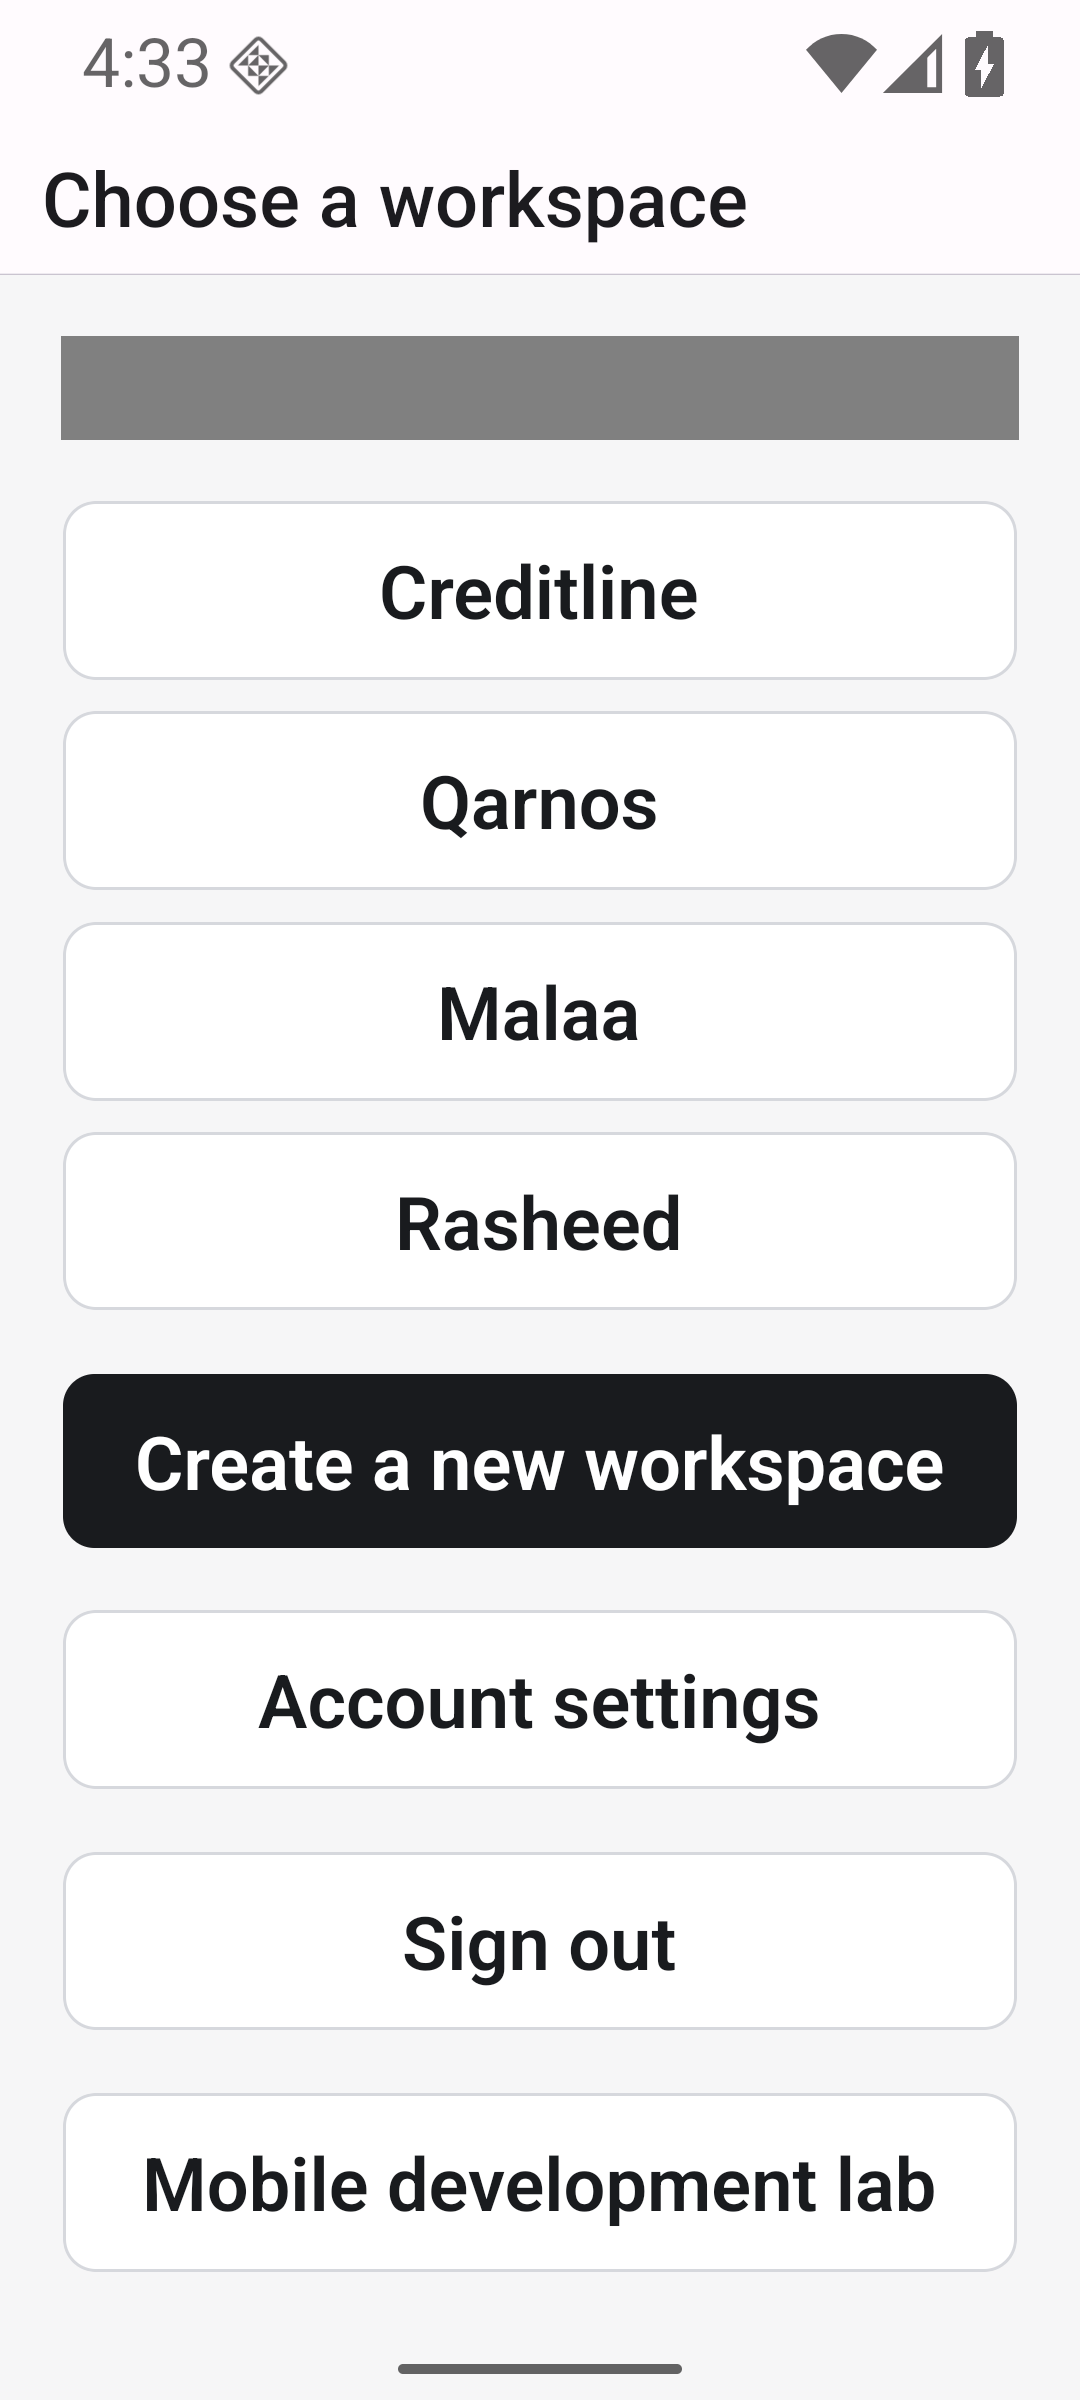 4:33
Choose a workspace
Creditline
Qarnos
Malaa
Rasheed
Create a new workspace
Account settings
Sign out
Mobile development lab